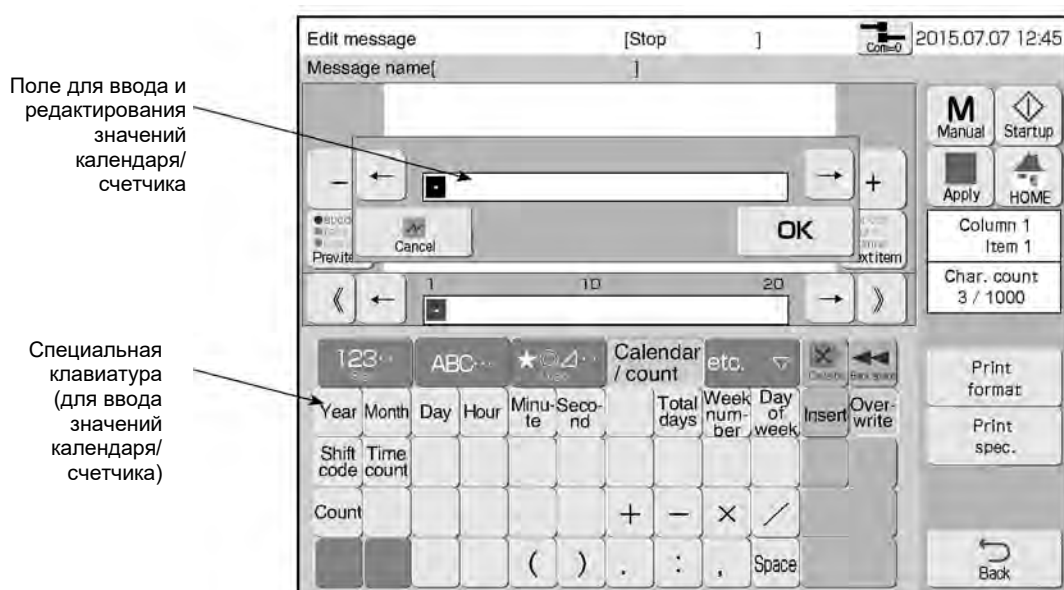 Edit message [Stop ] Com=0 2015.07.07 12:45
Message name[ ]
Поле для ввода и
редактирования
значений
календаря/
счетчика
M
Manual
Startup
−
←
→
+
Apply
HOME
Cancel
OK
Column 1
Item 1
Char. count
3 / 1000
1 10 20
《 ← → 》
Специальная
клавиатура
(для ввода
значений
календаря/
счетчика)
123··
ABC···
Calendar
/ count
etc.
Print
format
Print
spec.
Year Month Day Hour
Minu-
te
Seco-
nd
Total
days
Week
num-
ber
Day
of
week
Insert
Over-
write
Shift
code
Time
count
Count + − × ／
( ) . : , Space
Back